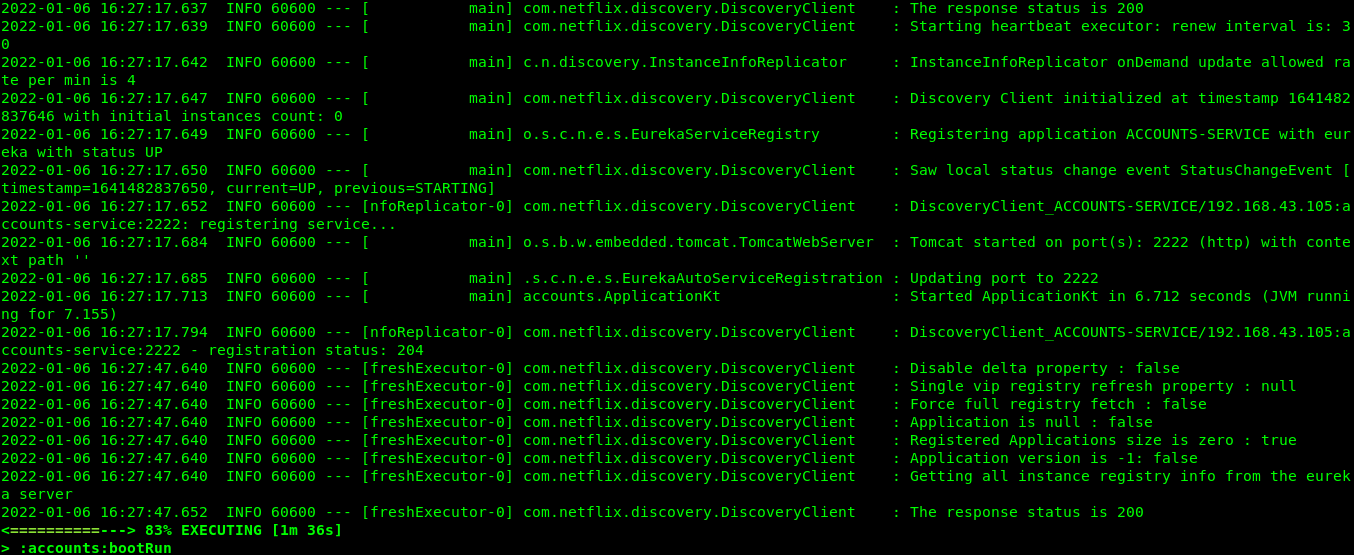 2022-01-06 16:27:17.637  INFO 60600 --- [           main] com.netflix.discovery.DiscoveryClient    : The response status is 200
2022-01-06 16:27:17.639  INFO 60600 --- [           main] com.netflix.discovery.DiscoveryClient    : Starting heartbeat executor: renew interval is: 3
0
2022-01-06 16:27:17.642  INFO 60600 --- [           main] c.n.discovery.InstanceInfoReplicator     : InstanceInfoReplicator onDemand update allowed ra
te per min is 4
2022-01-06 16:27:17.647  INFO 60600 --- [           main] com.netflix.discovery.DiscoveryClient    : Discovery Client initialized at timestamp 1641482
837646 with initial instances count: 0
2022-01-06 16:27:17.649  INFO 60600 --- [           main] o.s.c.n.e.s.EurekaServiceRegistry        : Registering application ACCOUNTS-SERVICE with eur
eka with status UP
2022-01-06 16:27:17.650  INFO 60600 --- [           main] com.netflix.discovery.DiscoveryClient    : Saw local status change event StatusChangeEvent [
timestamp=1641482837650, current=UP, previous=STARTING]
2022-01-06 16:27:17.652  INFO 60600 --- [nfoReplicator-0] com.netflix.discovery.DiscoveryClient    : DiscoveryClient_ACCOUNTS-SERVICE/192.168.43.105:a
ccounts-service:2222: registering service...
2022-01-06 16:27:17.684  INFO 60600 --- [           main] o.s.b.w.embedded.tomcat.TomcatWebServer  : Tomcat started on port(s): 2222 (http) with conte
xt path ''
2022-01-06 16:27:17.685  INFO 60600 --- [           main] .s.c.n.e.s.EurekaAutoServiceRegistration : Updating port to 2222
2022-01-06 16:27:17.713  INFO 60600 --- [           main] accounts.ApplicationKt                   : Started ApplicationKt in 6.712 seconds (JVM runni
ng for 7.155)
2022-01-06 16:27:17.794  INFO 60600 --- [nfoReplicator-0] com.netflix.discovery.DiscoveryClient    : DiscoveryClient_ACCOUNTS-SERVICE/192.168.43.105:a
ccounts-service:2222 - registration status: 204
2022-01-06 16:27:47.640  INFO 60600 --- [freshExecutor-0] com.netflix.discovery.DiscoveryClient    : Disable delta property : false
2022-01-06 16:27:47.640  INFO 60600 --- [freshExecutor-0] com.netflix.discovery.DiscoveryClient    : Single vip registry refresh property : null
2022-01-06 16:27:47.640  INFO 60600 --- [freshExecutor-0] com.netflix.discovery.DiscoveryClient    : Force full registry fetch : false
2022-01-06 16:27:47.640  INFO 60600 --- [freshExecutor-0] com.netflix.discovery.DiscoveryClient    : Application is null : false
2022-01-06 16:27:47.640  INFO 60600 --- [freshExecutor-0] com.netflix.discovery.DiscoveryClient    : Registered Applications size is zero : true
2022-01-06 16:27:47.640  INFO 60600 --- [freshExecutor-0] com.netflix.discovery.DiscoveryClient    : Application version is -1: false
2022-01-06 16:27:47.640  INFO 60600 --- [freshExecutor-0] com.netflix.discovery.DiscoveryClient    : Getting all instance registry info from the eurek
a server
2022-01-06 16:27:47.652  INFO 60600 --- [freshExecutor-0] com.netflix.discovery.DiscoveryClient    : The response status is 200
<==========---> 83% EXECUTING [1m 36s]
> :accounts:bootRun